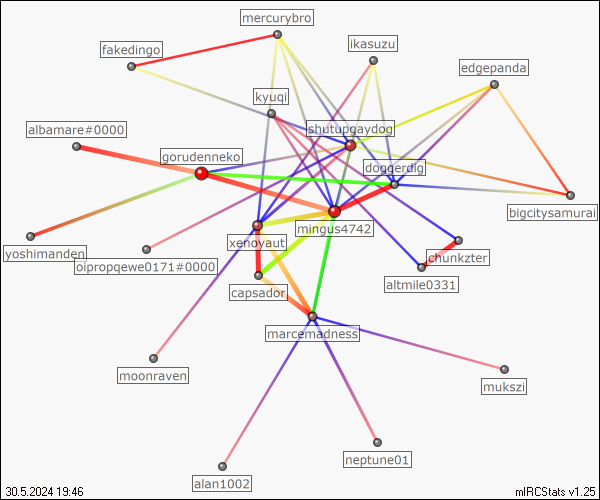 mercurybro
ikasuzu
fakedingo
edgepanda
kyuqi
albamare#0000
shutupgaydog
gorudenneko
doggerdig
bigcitysamurai
mingus4742
xenoyaut
yoshimanden
chunkzter
oipropqewe0171#0000
altmile0331
capsador
marcemadness
moonraven
mukszi
neptune01
alan1002
30.5.2024 19:46
mIRCStats v1.25